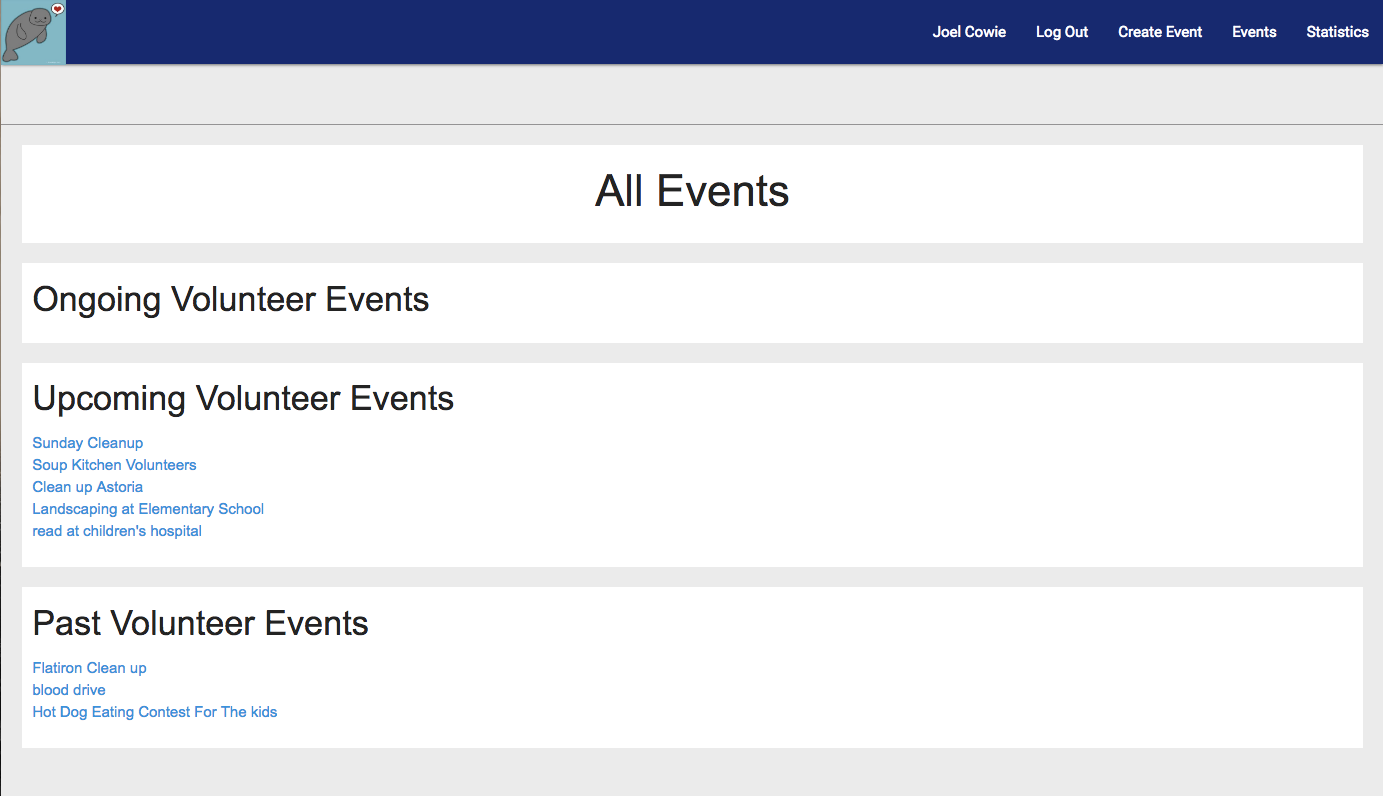 Joel Cowie Log Out Create Event Events Statistics
All Events
Ongoing Volunteer Events
Upcoming Volunteer Events
Sunday Cleanup
Soup Kitchen Volunteers
Clean up Astoria
Landscaping at Elementary School
read at children's hospital
Past Volunteer Events
Flatiron Clean up
blood drive
Hot Dog Eating Contest For The kids